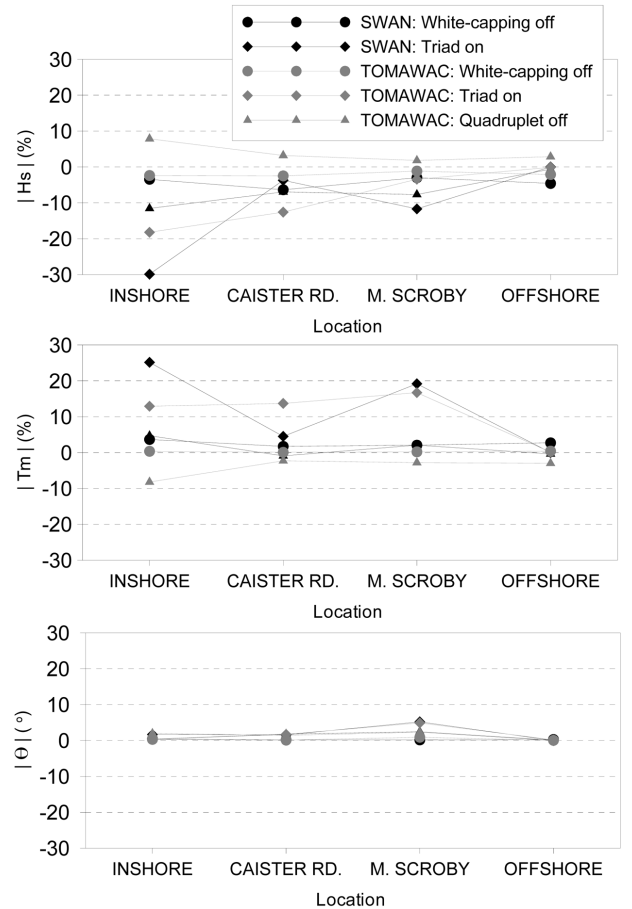 SWAN: White-capping off
SWAN: Triad on
TOMAWAC: White-capping off
TOMAWAC: Triad on
TOMAWAC: Quadruplet off
30
20
10
0
-10
-20
-30
| Hs | (%)
INSHORE CAISTER RD. M. SCROBY OFFSHORE
Location
30
20
10
0
-10
-20
-30
| Tm | (%)
INSHORE CAISTER RD. M. SCROBY OFFSHORE
Location
30
20
10
0
-10
-20
-30
| Θ | ( º)
INSHORE CAISTER RD. M. SCROBY OFFSHORE
Location